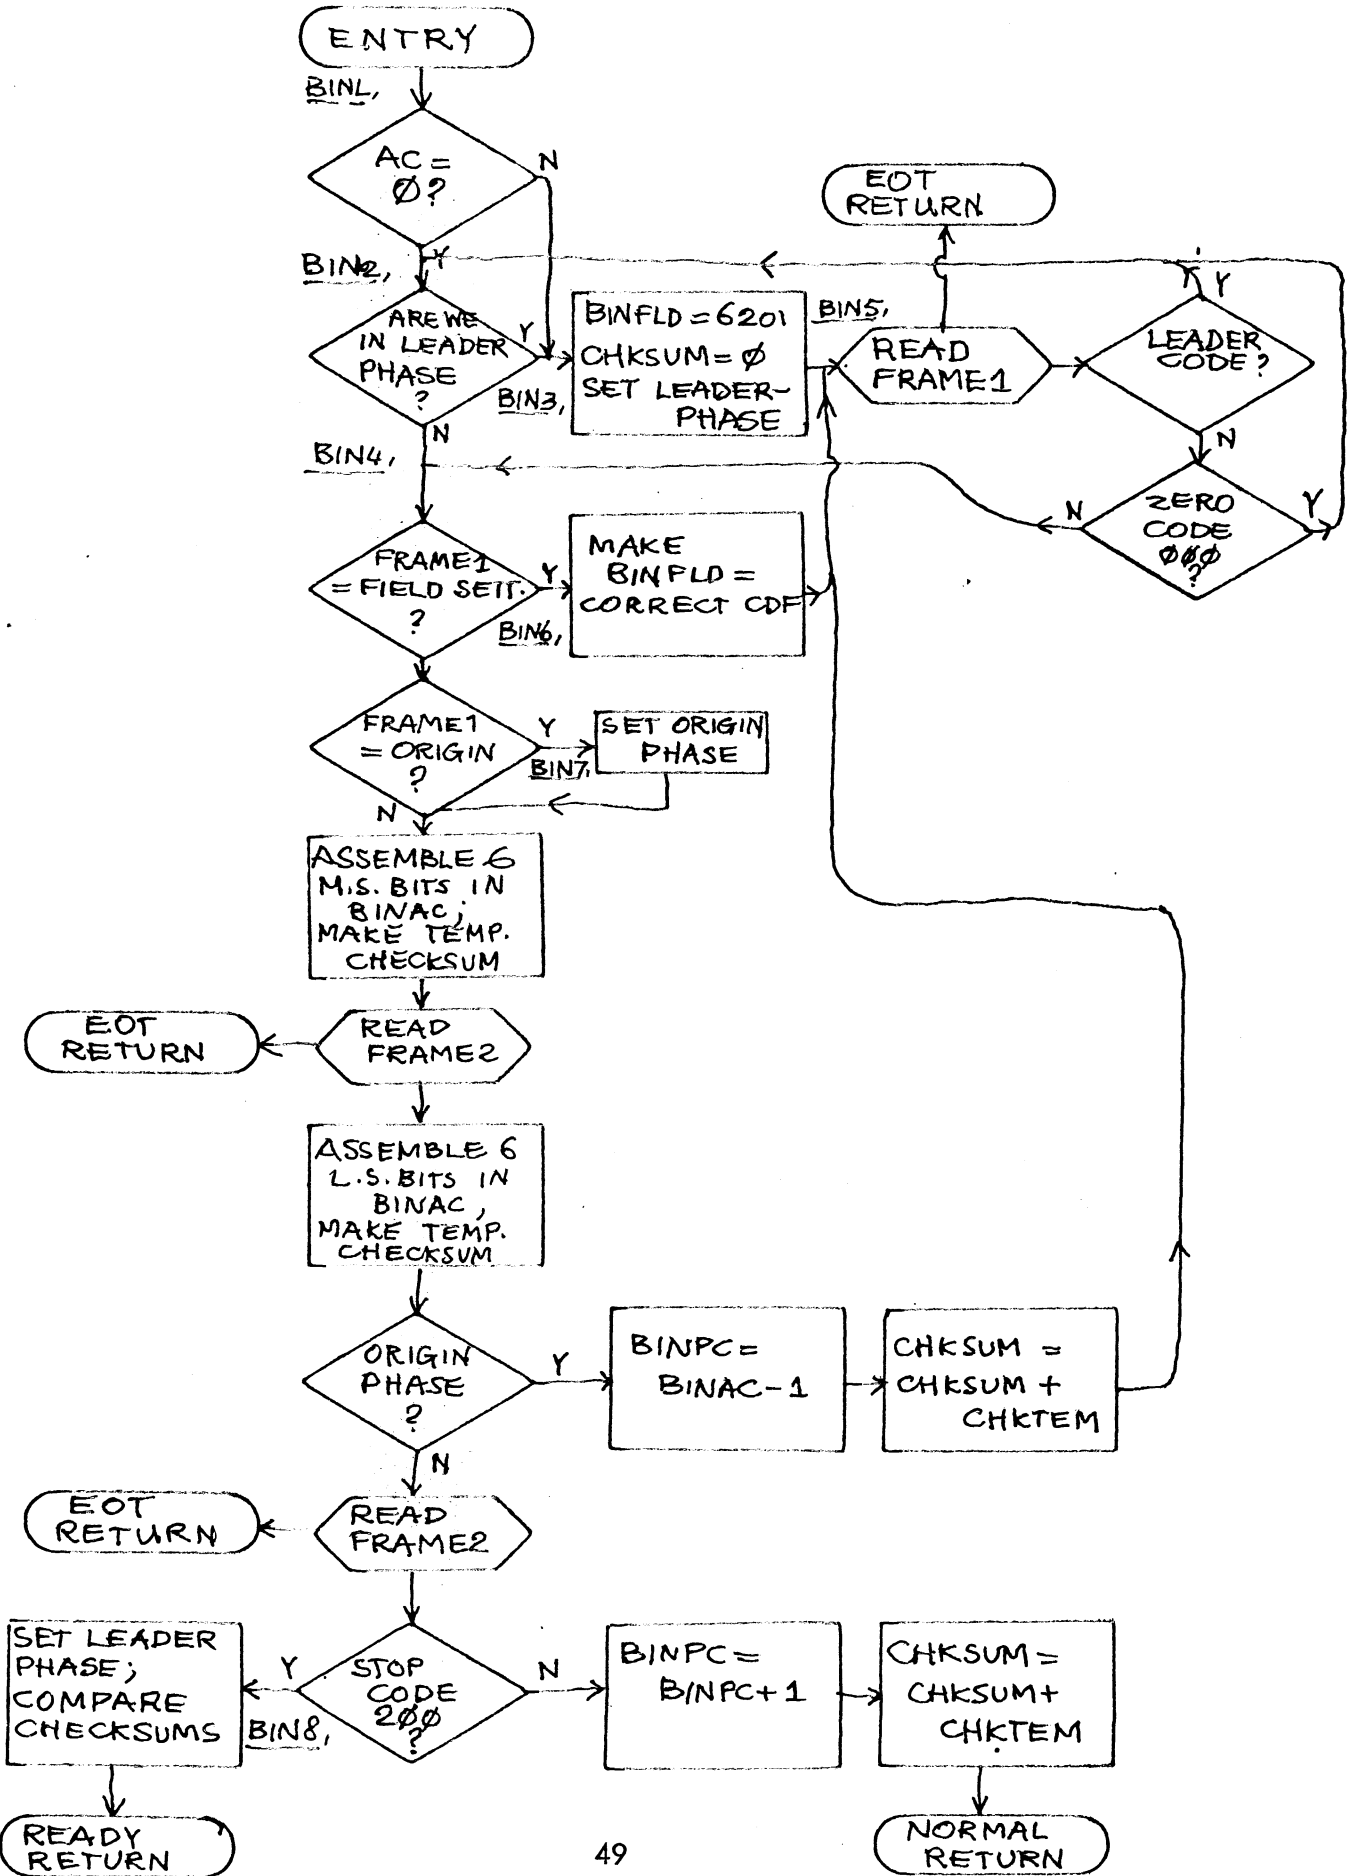 ENTRY
BINL,
AC =
Ø?
N
Y
EOT
RETURN
BIN2,
ARE WE
IN LEADER
PHASE
?
Y
BIN3,
N
BINFLD = 6201
CHKSUM = Ø
SET LEADER-
PHASE
BIN5,
READ
FRAME1
LEADER
CODE?
Y
N
ZERO
CODE
ØØØ
?
Y
N
BIN4,
FRAME1
= FIELD SETT.
?
Y
BIN6,
MAKE
BINFLD =
CORRECT CDF
FRAME1
= ORIGIN
?
Y
BIN7,
N
SET ORIGIN
PHASE
ASSEMBLE 6
M.S. BITS IN
BINAC;
MAKE TEMP.
CHECKSUM
EOT
RETURN
READ
FRAME2
ASSEMBLE 6
L.S. BITS IN
BINAC,
MAKE TEMP.
CHECKSUM
ORIGIN
PHASE
?
Y
N
BINPC =
BINAC-1
CHKSUM =
CHKSUM +
CHKTEM
EOT
RETURN
READ
FRAME2
SET LEADER
PHASE;
COMPARE
CHECKSUMS
Y
BIN8,
STOP
CODE
2ØØ
?
N
BINPC =
BINPC+1
CHKSUM =
CHKSUM+
CHKTEM
READY
RETURN
49
NORMAL
RETURN